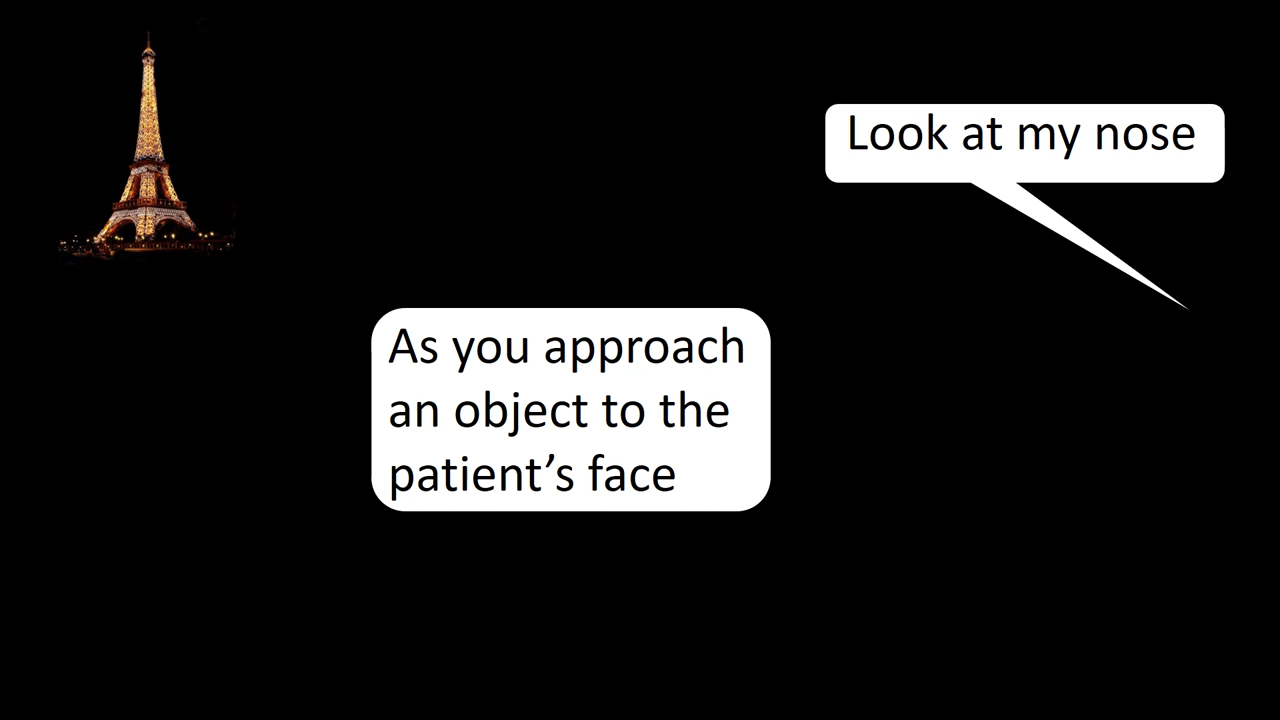 Look at my nose
As you approach
an object to the
patient’s face